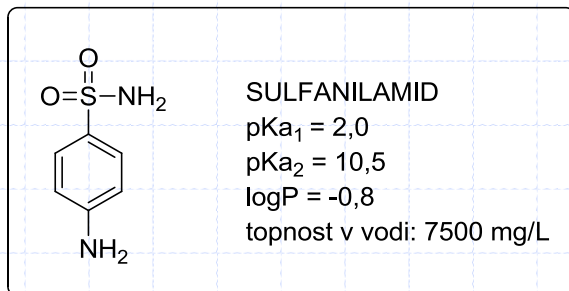 O
O=S–NH₂
NH₂
SULFANILAMID
pKa₁ = 2,0
pKa₂ = 10,5
logP = -0,8
topnost v vodi: 7500 mg/L